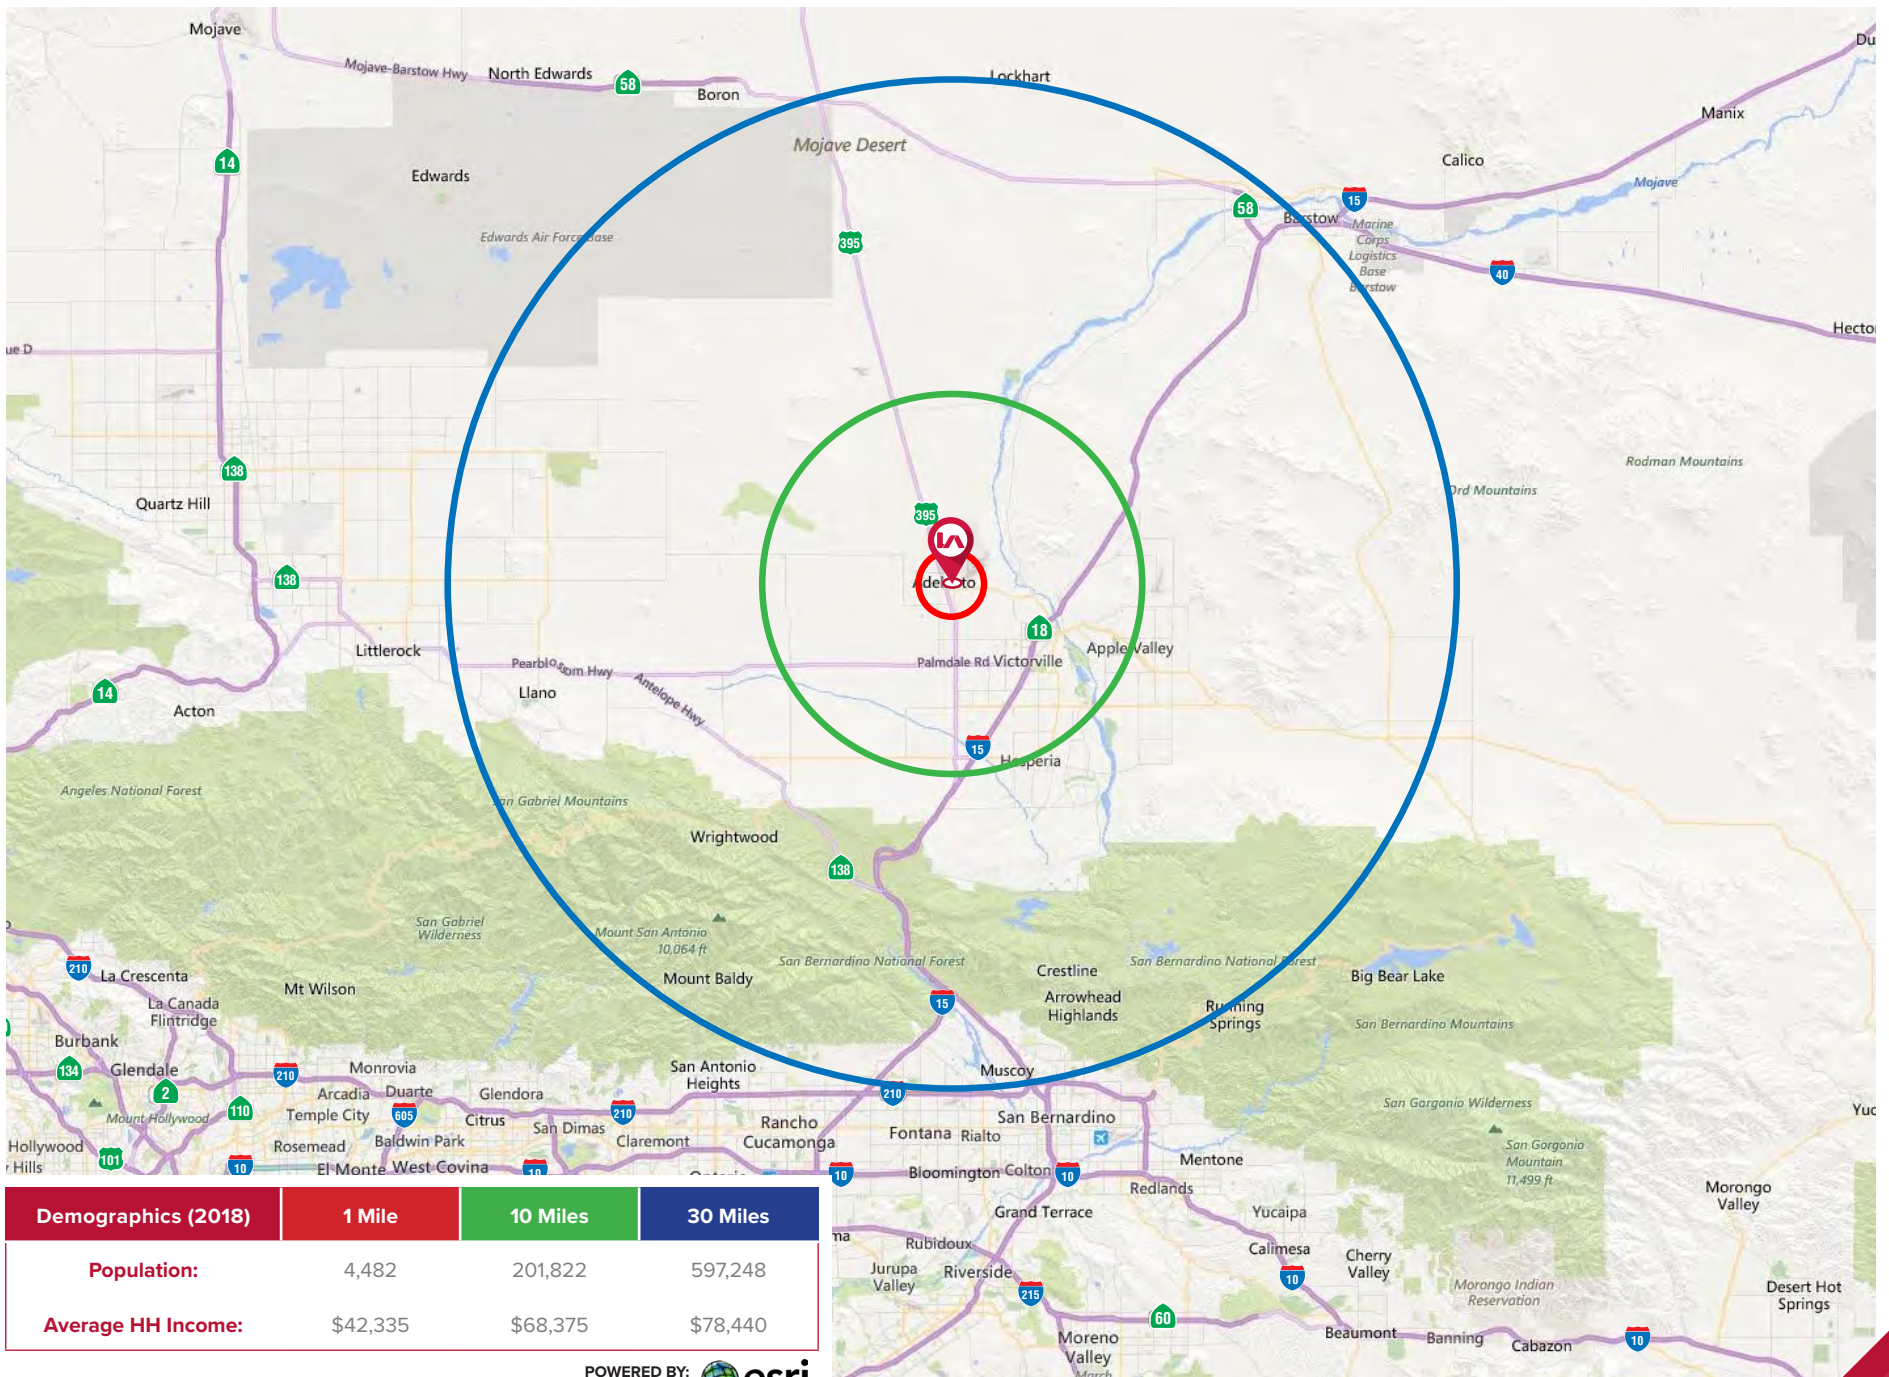 Mojave
Mojave-Barstow Hwy
North Edwards
58
Boron
Lockhart
Manix
Mojave Desert
14
Edwards
Calico
Mojave
15
58
Barstow
Marine
Corps
Logistics
Base
Barstow
Edwards Air Force Base
395
40
Hector
ue D
138
Quartz Hill
Rodman Mountains
Ord Mountains
395
138
Adelanto
18
Littlerock
Apple Valley
Pearblossom Hwy
Palmdale Rd
Victorville
Llano
Antelope Hwy
14
Acton
15
Hesperia
Angeles National Forest
San Gabriel Mountains
Wrightwood
138
San Gabriel
Wilderness
Mount San Antonio
10,064 ft
San Bernardino National Forest
San Bernardino National Forest
210
La Crescenta
Mt Wilson
Mount Baldy
Crestline
Big Bear Lake
La Canada
Flintridge
15
Arrowhead
Highlands
Running
Springs
San Bernardino Mountains
Burbank
134
Glendale
210
Monrovia
San Antonio
Heights
Muscoy
2
110
Arcadia
Duarte
Glendora
210
San Gorgonio Wilderness
Mount Hollywood
Temple City
605
Citrus
210
Rancho
Cucamonga
San Bernardino
San Dimas
Fontana
Rialto
Hollywood
Hills
101
Rosemead
Baldwin Park
Claremont
San Gorgonio
Mountain
11,499 ft
10
El Monte
West Covina
10
Ontario
10
Bloomington
Colton
10
Mentone
Redlands
Morongo
Valley
Grand Terrace
Yucaipa
Rubidoux
Calimesa
Cherry
Valley
Jurupa
Valley
Riverside
215
10
Morongo Indian
Reservation
Desert Hot
Springs
60
Moreno
Valley
March
Beaumont
Banning
Cabazon
10
Demographics (2018) 1 Mile 10 Miles 30 Miles
Population: 4,482 201,822 597,248
Average HH Income: $42,335 $68,375 $78,440
POWERED BY: esri